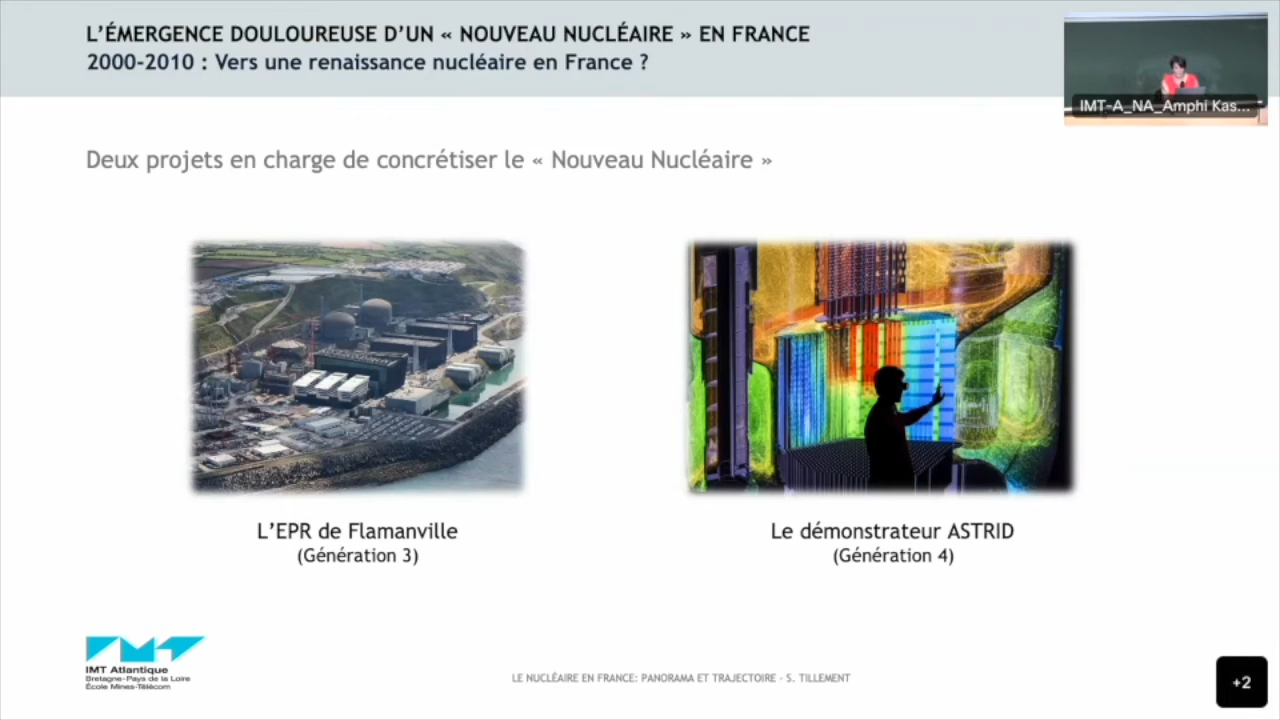 L'ÉMERGENCE DOULOUREUSE D'UN « NOUVEAU NUCLÉAIRE » EN FRANCE
2000-2010 : Vers une renaissance nucléaire en France ?
IMT-A_NA_Amphi Kas...
Deux projets en charge de concrétiser le « Nouveau Nucléaire »
L'EPR de Flamanville
(Génération 3)
Le démonstrateur ASTRID
(Génération 4)
IMT Atlantique
Bretagne-Pays de la Loire
École Mines-Télécom
LE NUCLÉAIRE EN FRANCE: PANORAMA ET TRAJECTOIRE - S. TILLEMENT
+2